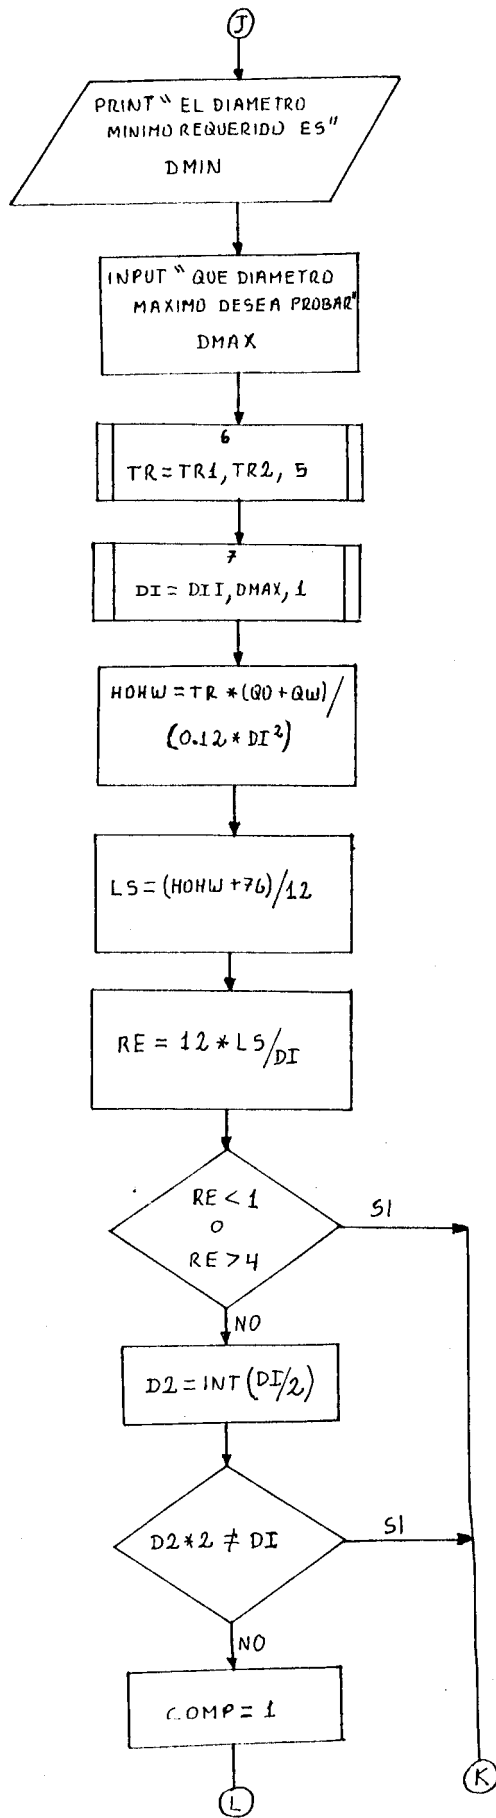 J
PRINT " EL DIAMETRO
MINIMO REQUERIDO ES"
DMIN
INPUT " QUE DIAMETRO
MAXIMO DESEA PROBAR"
DMAX
6
TR = TR1, TR2, 5
7
DI = DII, DMAX, 1
HOHW = TR * (QO + QW) /
(0.12 * DI²)
LS = (HOHW + 76) / 12
RE = 12 * LS / DI
RE < 1
O
RE > 4
SI
NO
D2 = INT (DI/2)
D2 * 2 ≠ DI
SI
NO
COMP = 1
K
L